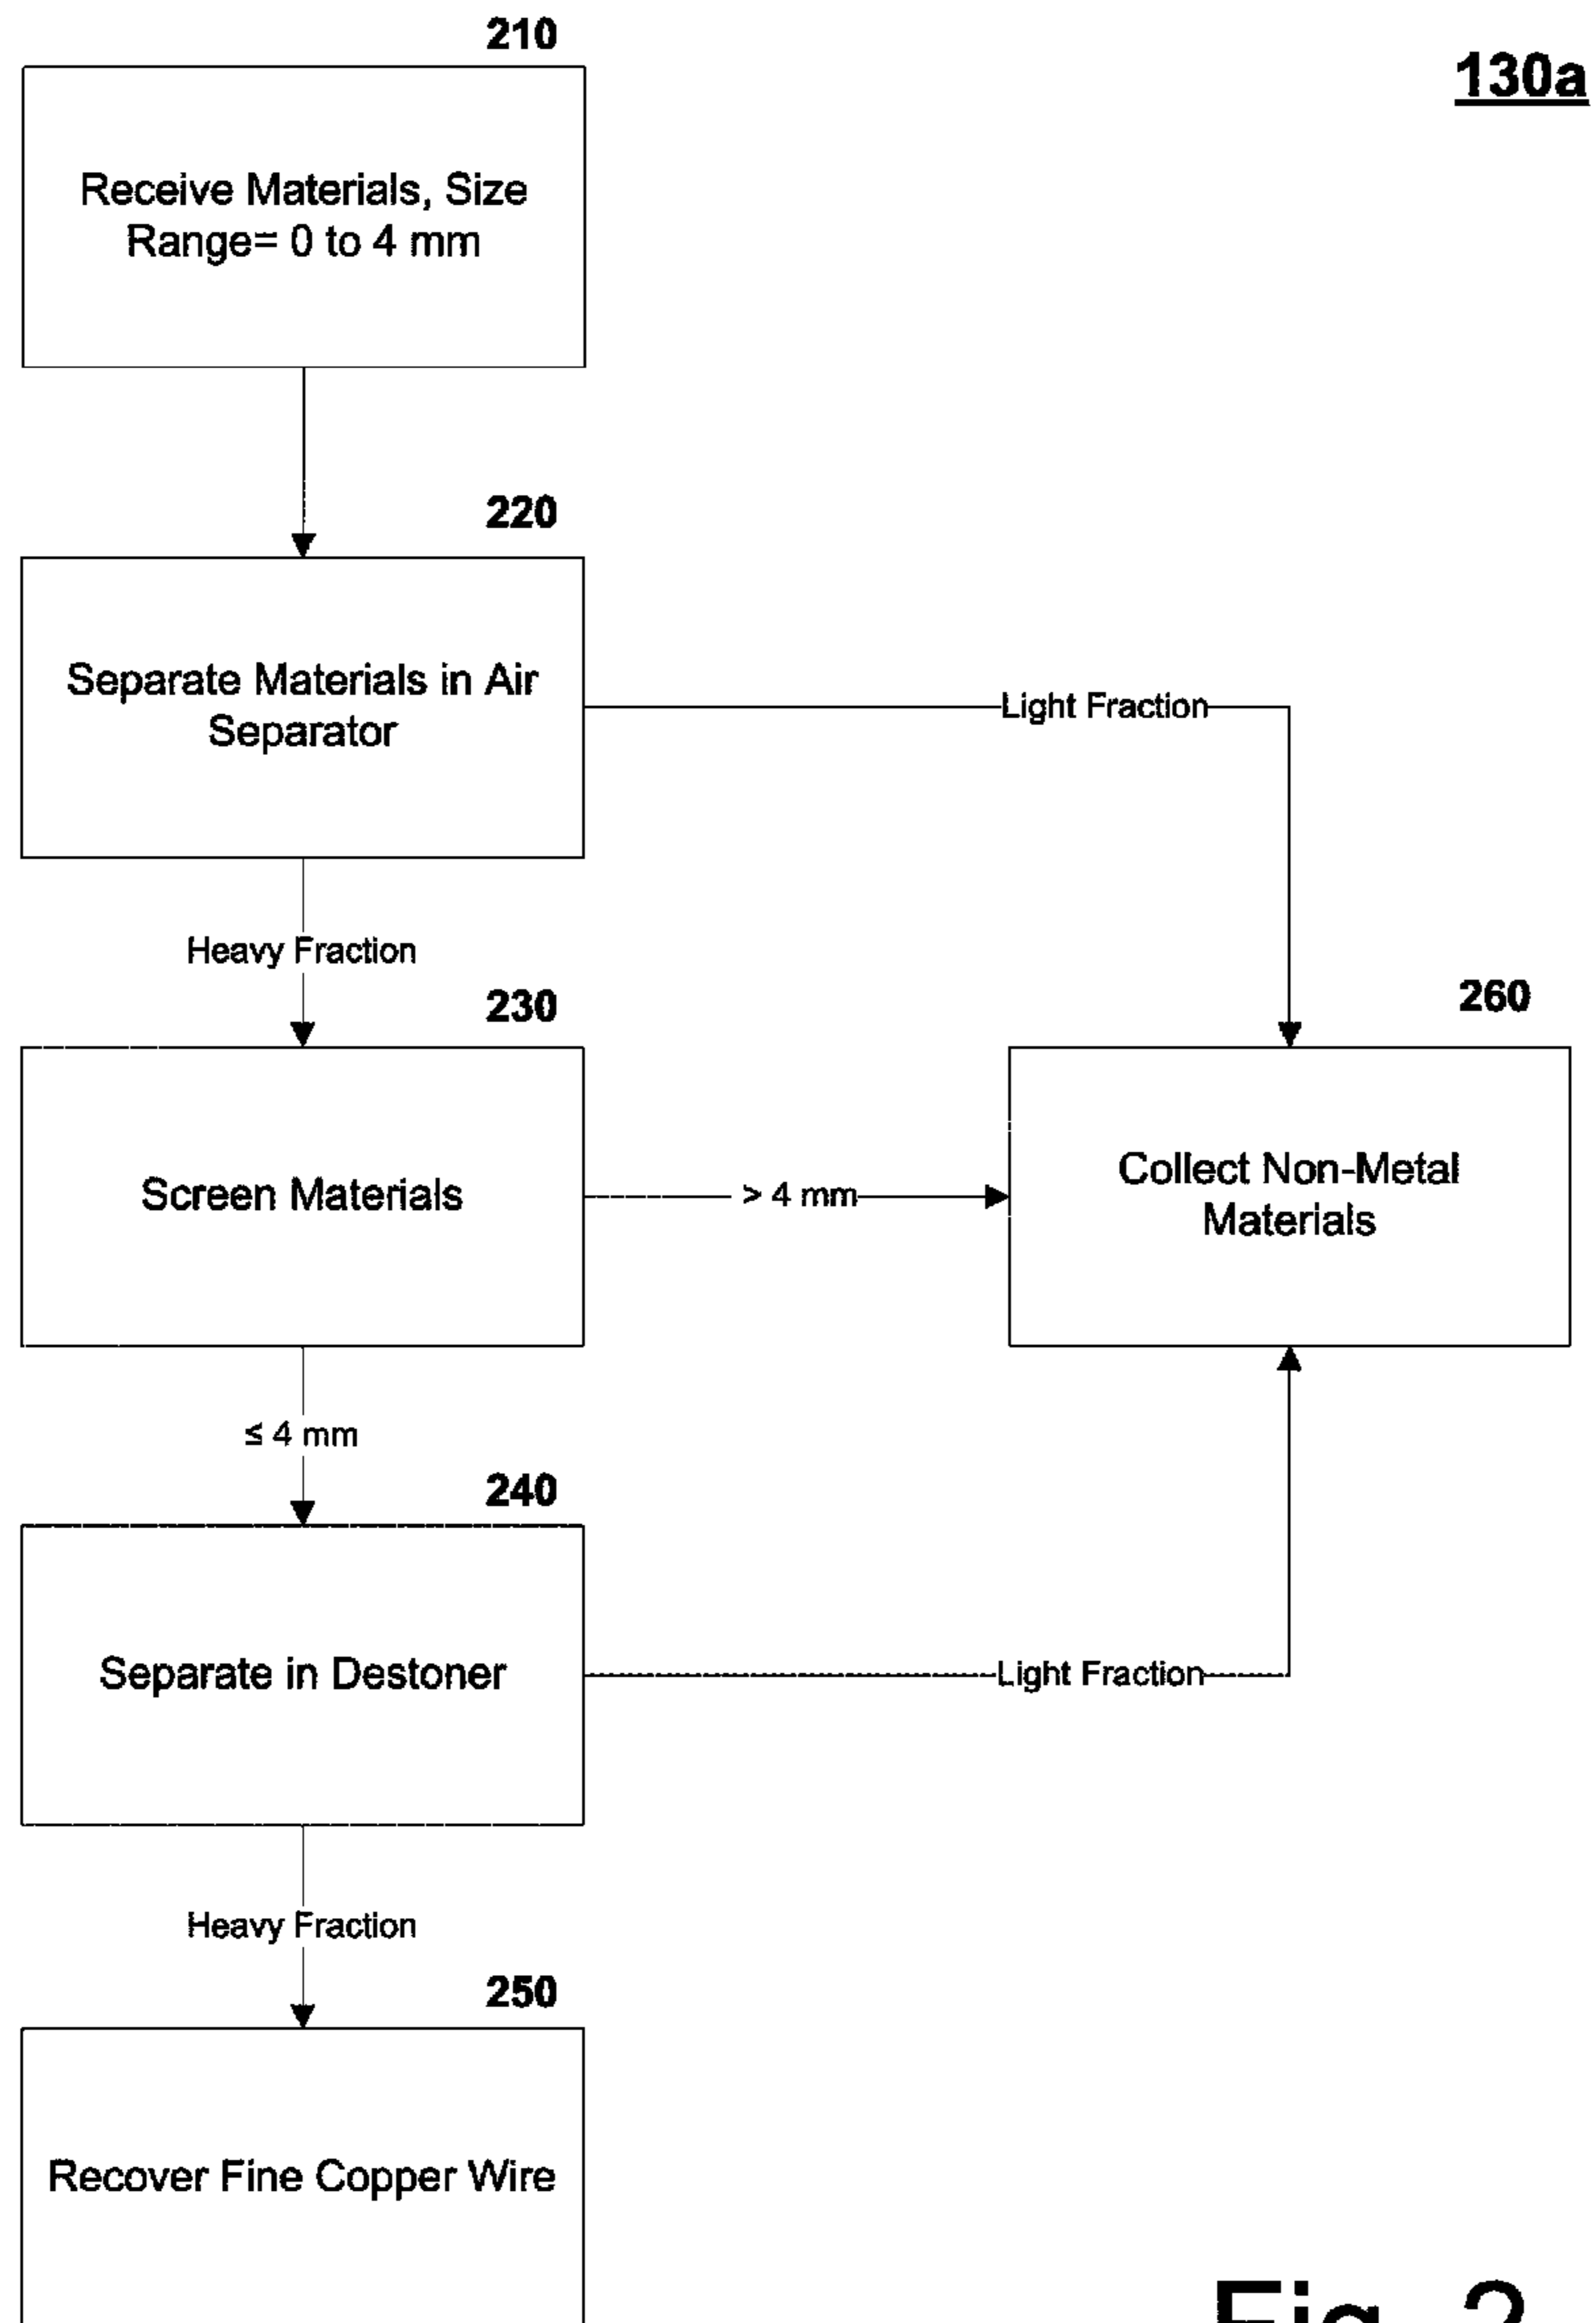 210
130a
Receive Materials, Size
Range= 0 to 4 mm
220
Separate Materials in Air
Separator
Light Fraction
Heavy Fraction
230
260
Screen Materials
> 4 mm
Collect Non-Metal
Materials
≤ 4 mm
240
Separate in Destoner
Light Fraction
Heavy Fraction
250
Recover Fine Copper Wire
Fig. 2